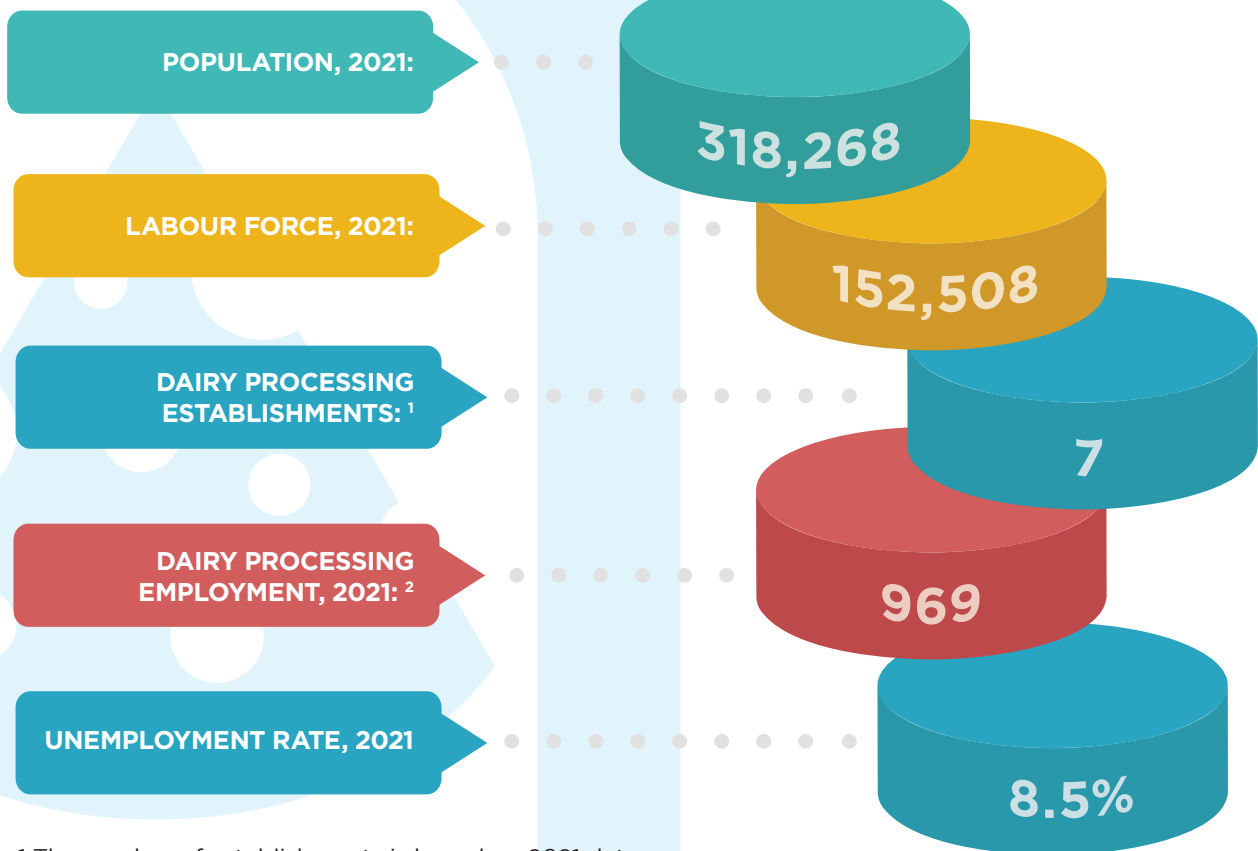 POPULATION, 2021:
318,268
LABOUR FORCE, 2021:
152,508
DAIRY PROCESSING
ESTABLISHMENTS: 1
7
DAIRY PROCESSING
EMPLOYMENT, 2021: 2
969
UNEMPLOYMENT RATE, 2021
8.5%